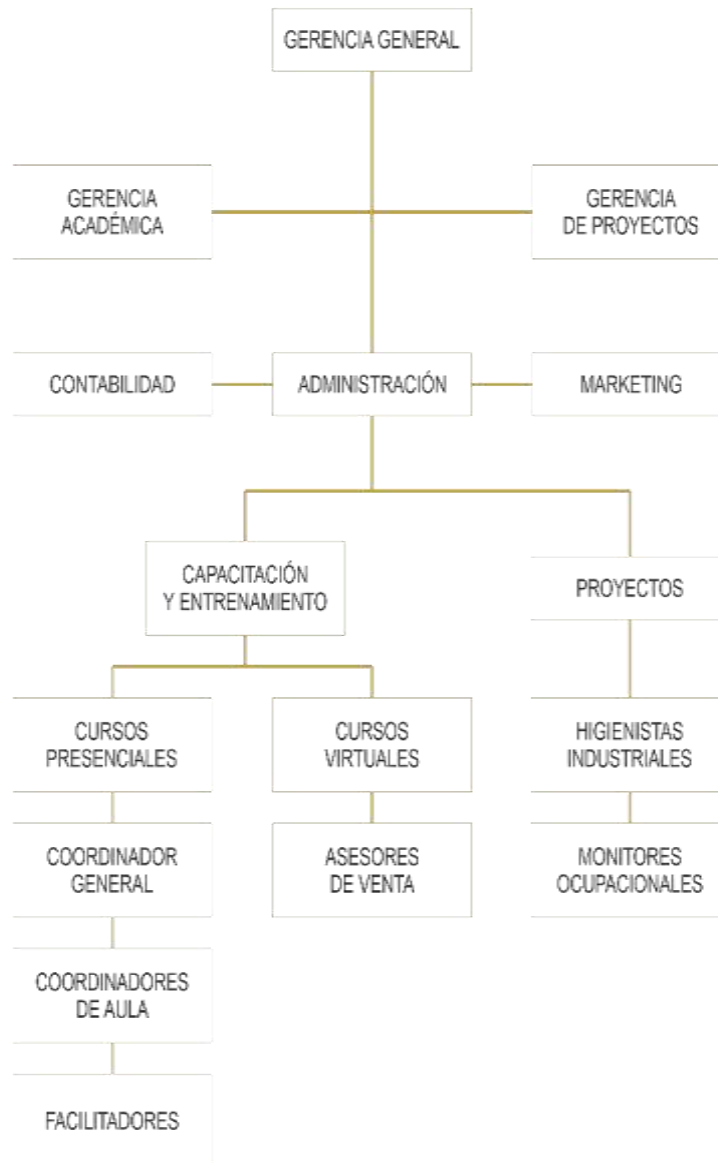 GERENCIA GENERAL
GERENCIA
ACADÉMICA
GERENCIA
DE PROYECTOS
CONTABILIDAD
ADMINISTRACIÓN
MARKETING
CAPACITACIÓN
Y ENTRENAMIENTO
PROYECTOS
CURSOS
PRESENCIALES
CURSOS
VIRTUALES
HIGIENISTAS
INDUSTRIALES
COORDINADOR
GENERAL
ASESORES
DE VENTA
MONITORES
OCUPACIONALES
COORDINADORES
DE AULA
FACILITADORES